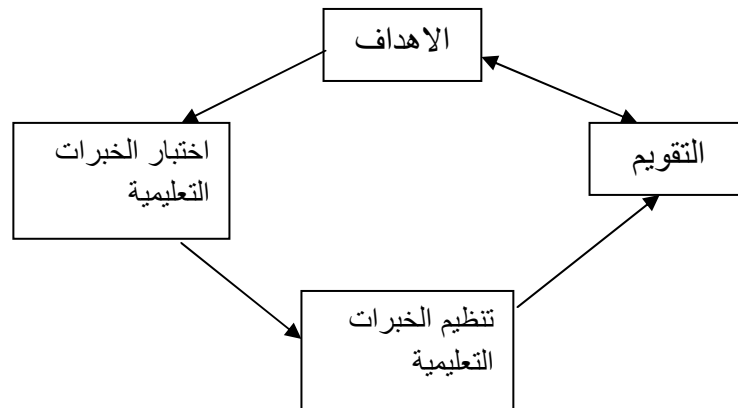 الاهداف
اختبار الخبرات
التعليمية
التقويم
تنظيم الخبرات
التعليمية